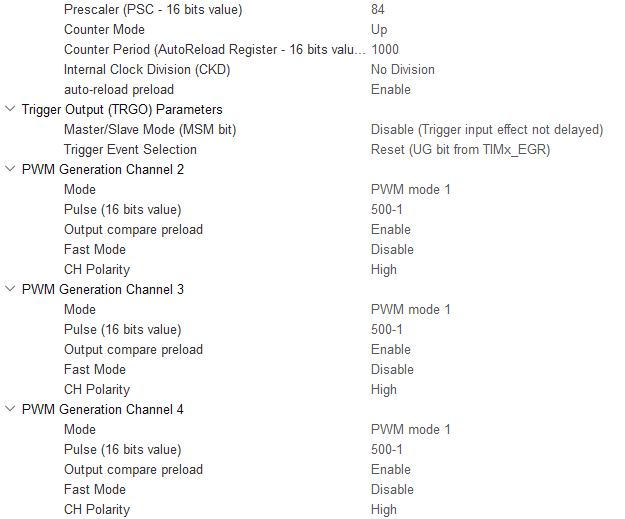 Prescaler (PSC - 16 bits value) 84
Counter Mode Up
Counter Period (AutoReload Register - 16 bits valu... 1000
Internal Clock Division (CKD) No Division
auto-reload preload Enable
Trigger Output (TRGO) Parameters
Master/Slave Mode (MSM bit) Disable (Trigger input effect not delayed)
Trigger Event Selection Reset (UG bit from TIMx_EGR)
PWM Generation Channel 2
Mode PWM mode 1
Pulse (16 bits value) 500-1
Output compare preload Enable
Fast Mode Disable
CH Polarity High
PWM Generation Channel 3
Mode PWM mode 1
Pulse (16 bits value) 500-1
Output compare preload Enable
Fast Mode Disable
CH Polarity High
PWM Generation Channel 4
Mode PWM mode 1
Pulse (16 bits value) 500-1
Output compare preload Enable
Fast Mode Disable
CH Polarity High